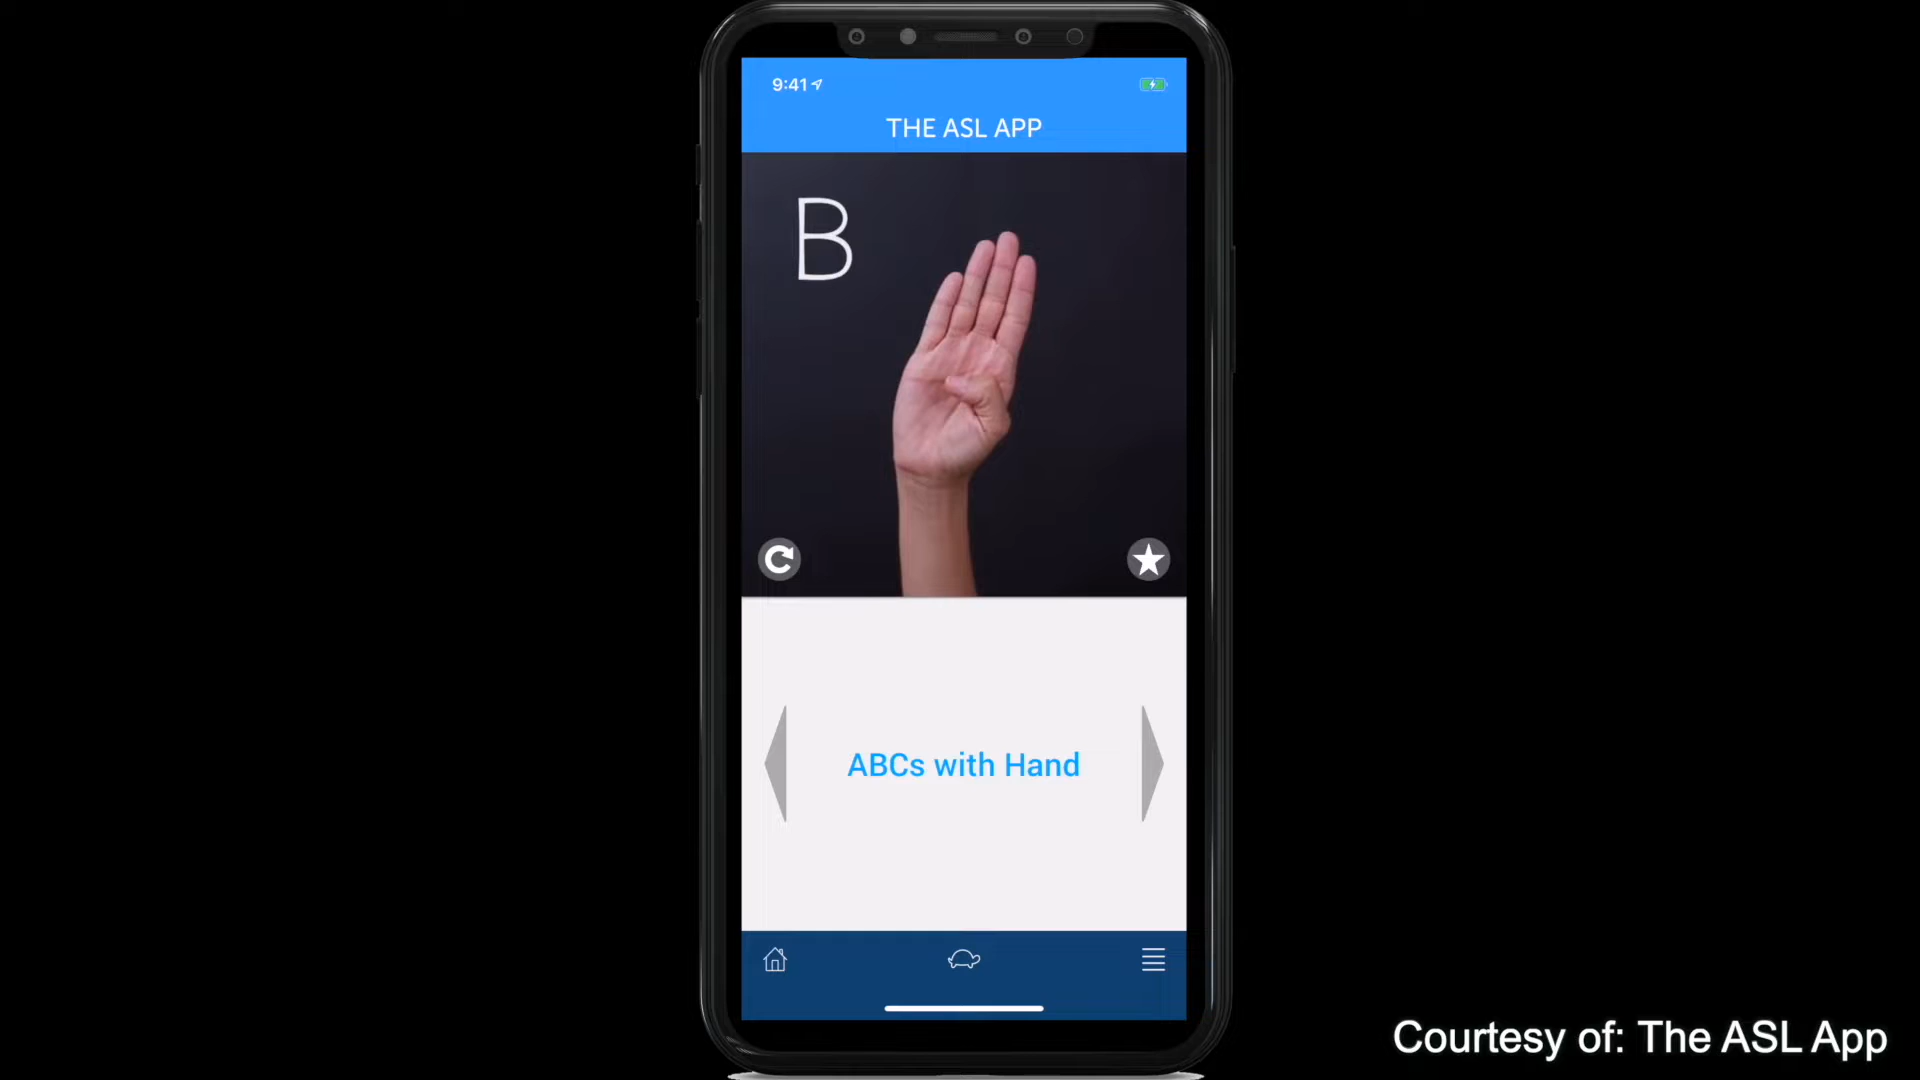 9:41
THE ASL APP
B
ABCs with Hand
Courtesy of: The ASL App